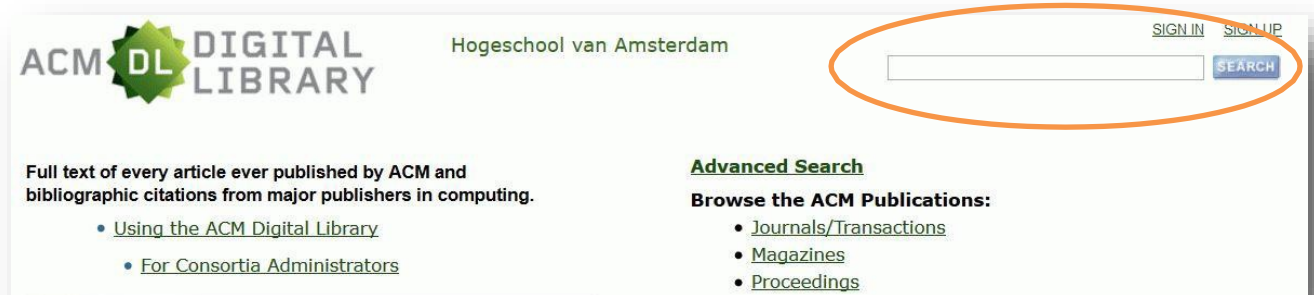 ACM DL DIGITAL LIBRARY
Hogeschool van Amsterdam
SIGN IN SIGN UP
SEARCH
Full text of every article ever published by ACM and
bibliographic citations from major publishers in computing.
• Using the ACM Digital Library
• For Consortia Administrators
Advanced Search
Browse the ACM Publications:
• Journals/Transactions
• Magazines
• Proceedings